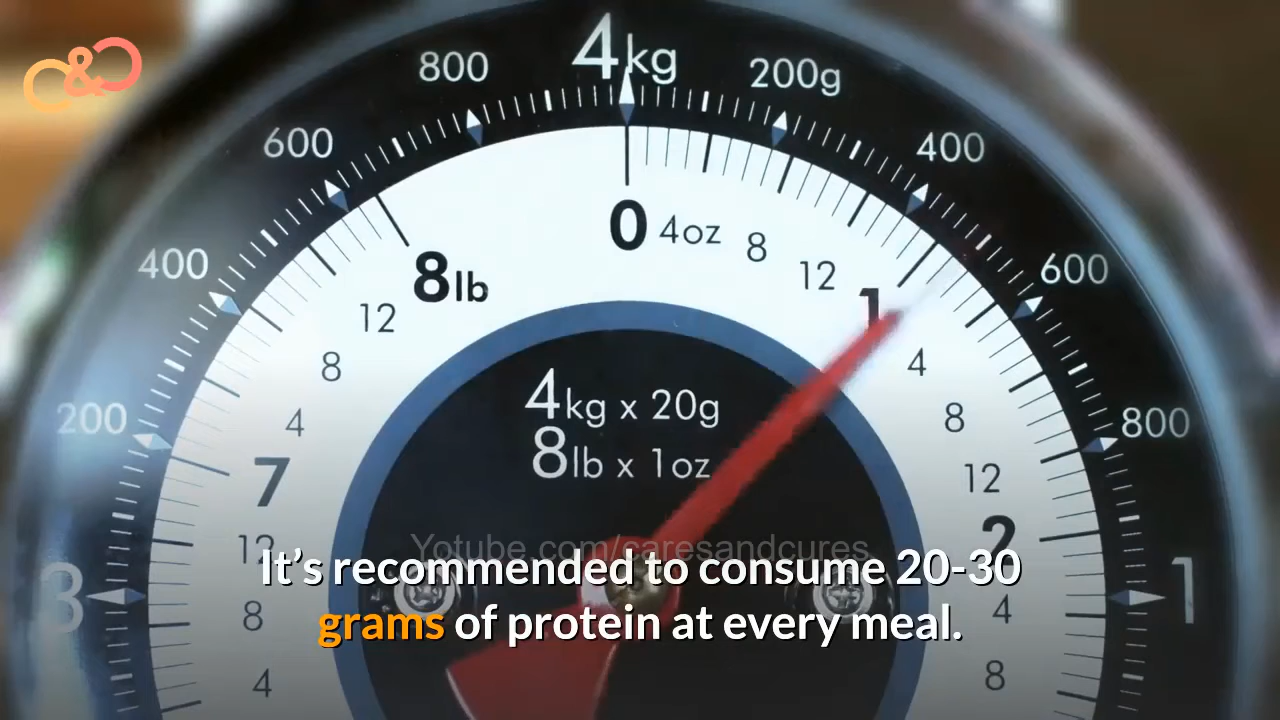 C&C
4kg
800
200g
600
400
400
600
200
800
3
1
0 4oz 8 12
1
4
8
12
2
4
8
8lb
12
8
4
7
12
8
4
4kg x 20g
8lb x 1oz
Yotube.com/caresandcures
It’s recommended to consume 20-30
grams of protein at every meal.